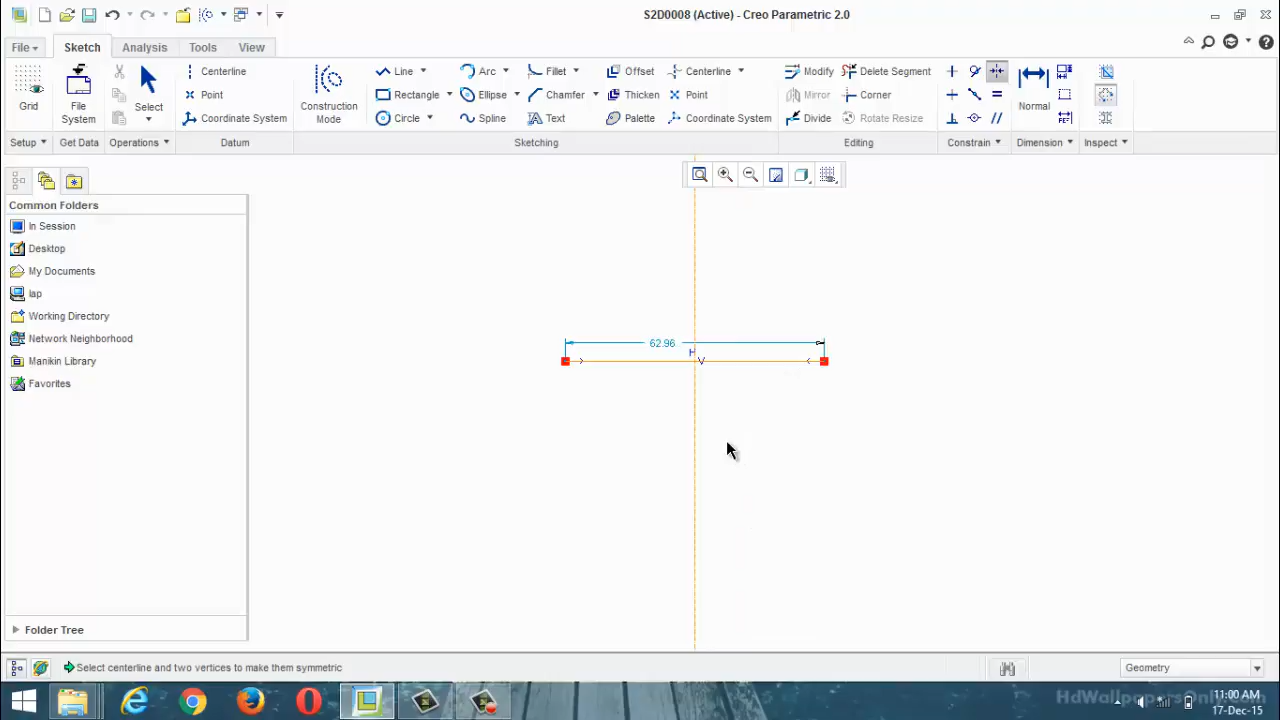 S2D0008 (Active) - Creo Parametric 2.0
File Sketch Analysis Tools View
Grid
File System
Select
Centerline
Point
Coordinate System
Construction Mode
Line Arc Fillet Offset Centerline
Rectangle Ellipse Chamfer Thicken Point
Circle Spline Text Palette Coordinate System
Modify Delete Segment
Mirror Corner
Divide Rotate Resize
Normal
REF
Setup Get Data Operations Datum Sketching Editing Constrain Dimension Inspect
Common Folders
In Session
Desktop
My Documents
lap
Working Directory
Network Neighborhood
Manikin Library
Favorites
62.96
H
V
Folder Tree
Select centerline and two vertices to make them symmetric
Geometry
HdWallpapersOnly.com
11:00 AM
17-Dec-15